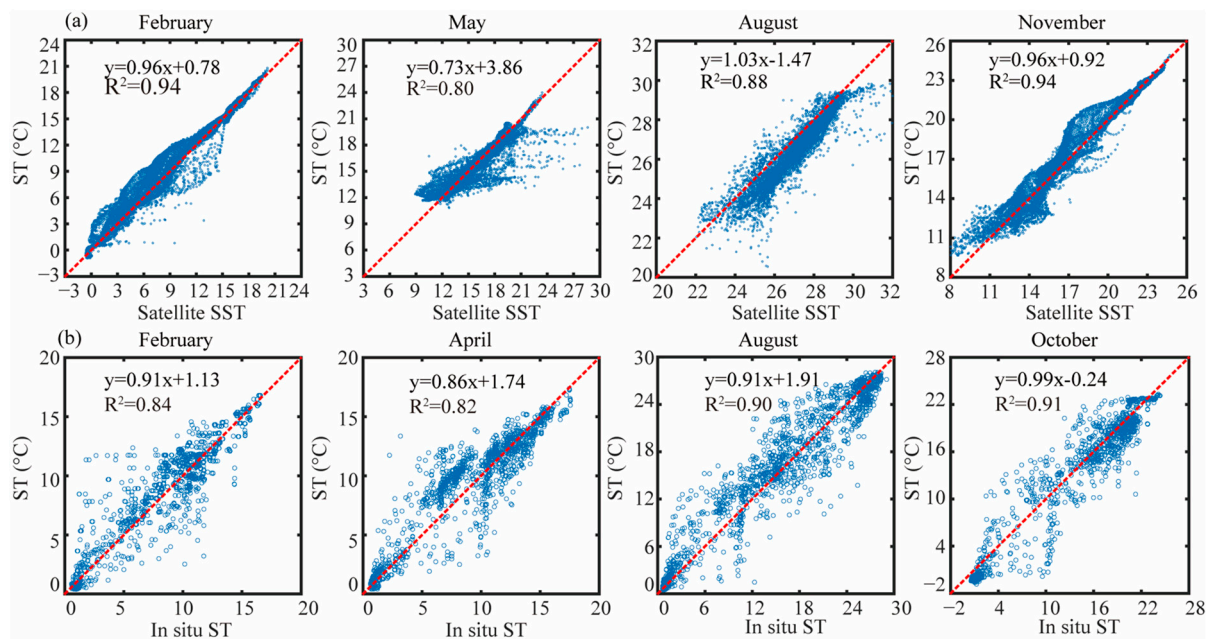 (a) February May August November
24 30 32 26
21 27 30 23
18 24 28 20
15 21 26 17
12 18 24 14
9 15 22 11
6 12 20 8
3 9
0 6
−3 3
ST (°C) ST (°C) ST (°C) ST (°C)
y=0.96x+0.78 y=0.73x+3.86 y=1.03x-1.47 y=0.96x+0.92
R²=0.94 R²=0.80 R²=0.88 R²=0.94
−3 0 3 6 9 12 15 18 21 24 3 6 9 12 15 18 21 24 27 30 20 22 24 26 28 30 32 8 11 14 17 20 23 26
Satellite SST Satellite SST Satellite SST Satellite SST
(b) February April August October
20 20 30 28
15 15 24 22
10 10 18 16
5 5 12 10
0 0 6 4
0 −2
ST (°C) ST (°C) ST (°C) ST (°C)
y=0.91x+1.13 y=0.86x+1.74 y=0.91x+1.91 y=0.99x-0.24
R²=0.84 R²=0.82 R²=0.90 R²=0.91
0 5 10 15 20 0 5 10 15 20 0 6 12 18 24 30 −2 4 10 16 22 28
In situ ST In situ ST In situ ST In situ ST